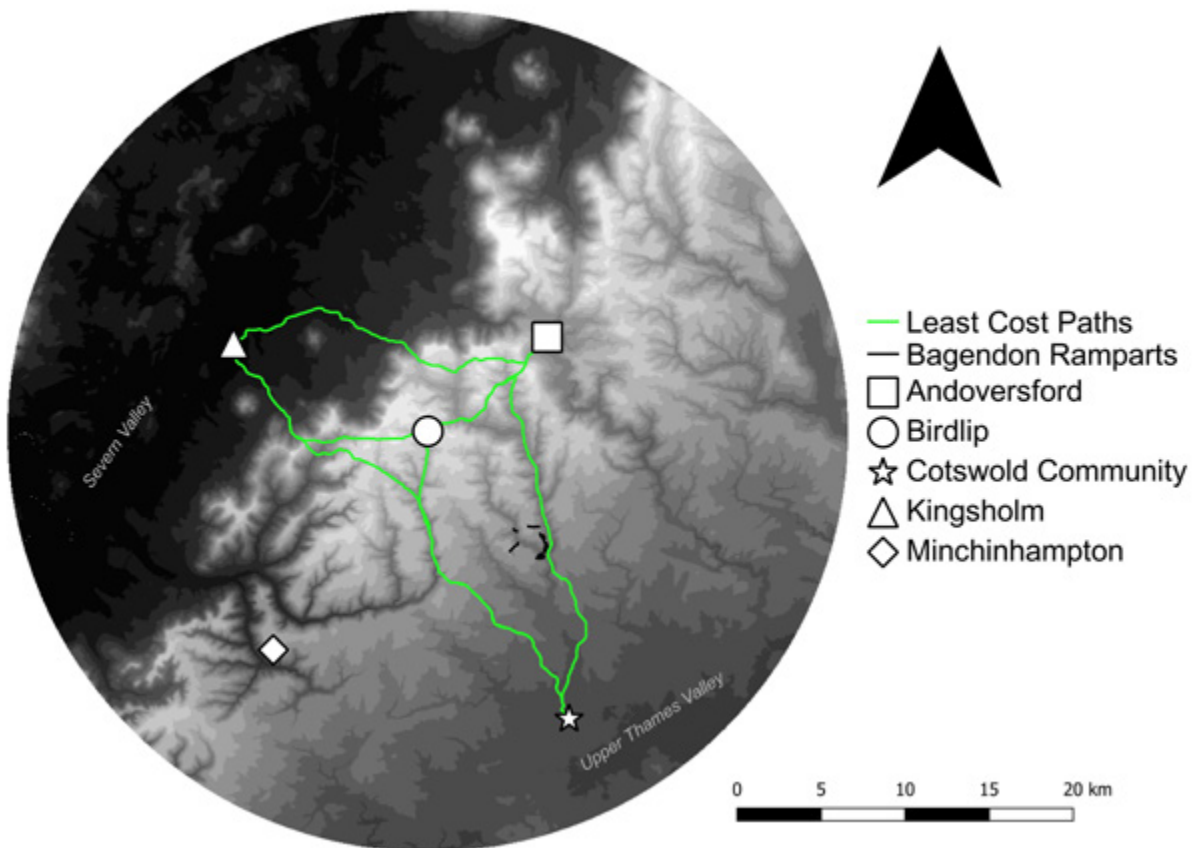 Severn Valley
Upper Thames Valley
Least Cost Paths
Bagendon Ramparts
Andoversford
Birdlip
Cotswold Community
Kingsholm
Minchinhampton
0 5 10 15 20 km